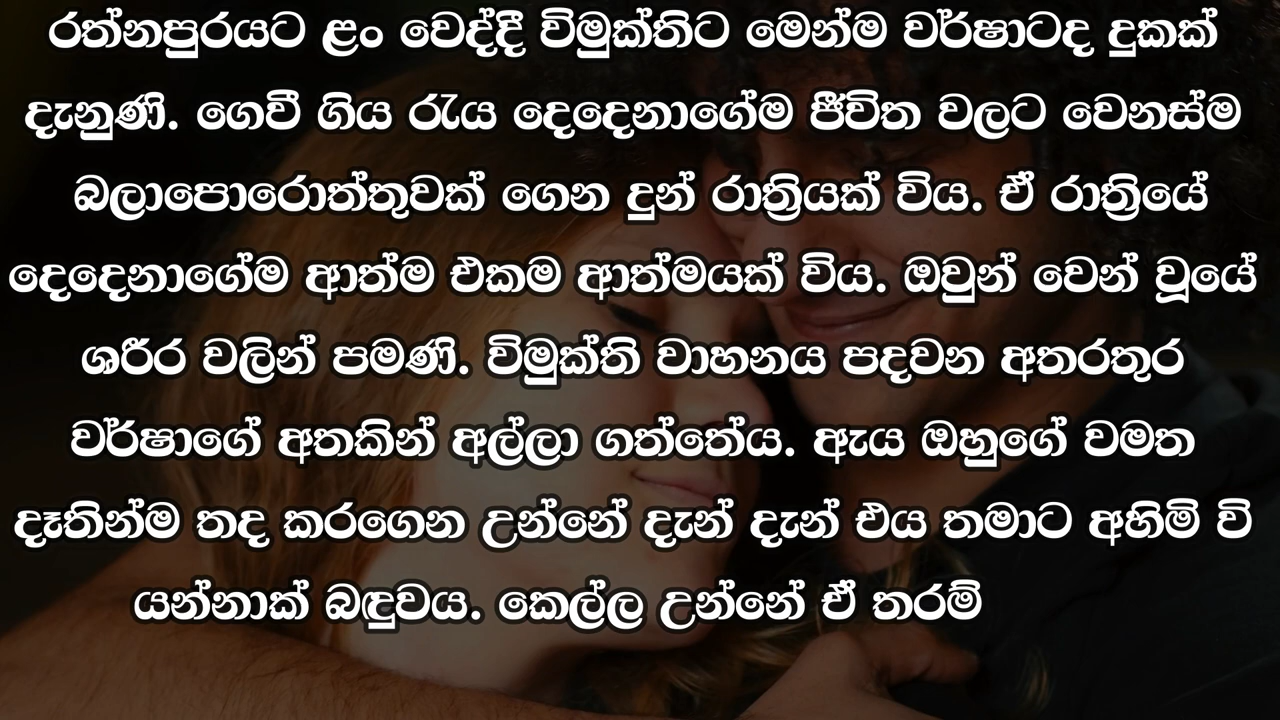 රත්නපුරයට ළං වෙද්දී විමුක්තිට මෙන්ම වර්ෂාටද දුකක්
දැනුණි. ගෙවී ගිය රැය දෙදෙනාගේම ජීවිත වලට වෙනස්ම
බලාපොරොත්තුවක් ගෙන දුන් රාත්‍රියක් විය. ඒ රාත්‍රියේ
දෙදෙනාගේම ආත්ම එකම ආත්මයක් විය. ඔවුන් වෙන් වූයේ
ශරීර වලින් පමණි. විමුක්ති වාහනය පදවන අතරතුර
වර්ෂාගේ අතකින් අල්ලා ගත්තේය. ඇය ඔහුගේ වමත
දෑතින්ම තද කරගෙන උන්නේ දැන් දැන් එය තමාට අහිමි වි
යන්නාක් බඳුවය. කෙල්ල උන්නේ ඒ තරම්